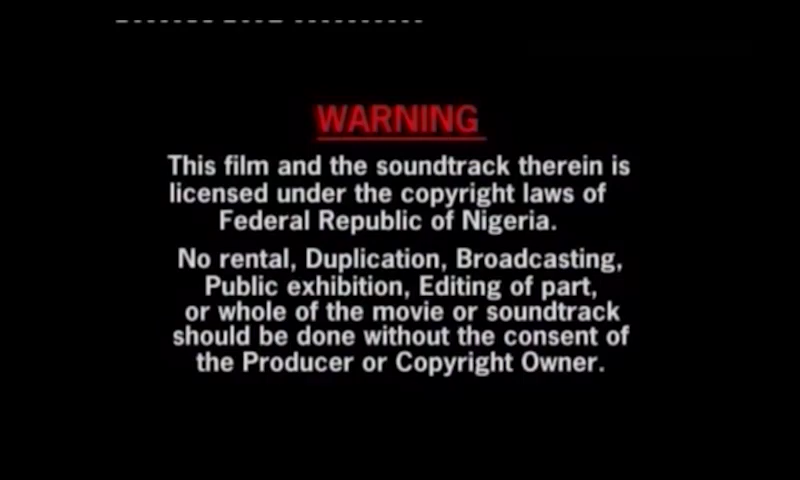 WARNING
This film and the soundtrack therein is
licensed under the copyright laws of
Federal Republic of Nigeria.
No rental, Duplication, Broadcasting,
Public exhibition, Editing of part,
or whole of the movie or soundtrack
should be done without the consent of
the Producer or Copyright Owner.